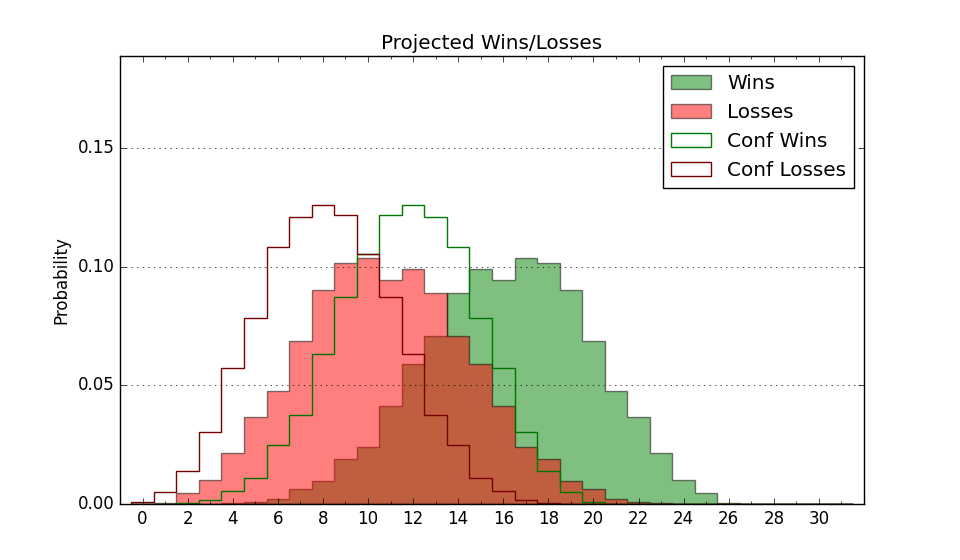 Projected Wins/Losses
Wins
Losses
Conf Wins
Conf Losses
Probability
0.15
0.10
0.05
0.00
0 2 4 6 8 10 12 14 16 18 20 22 24 26 28 30